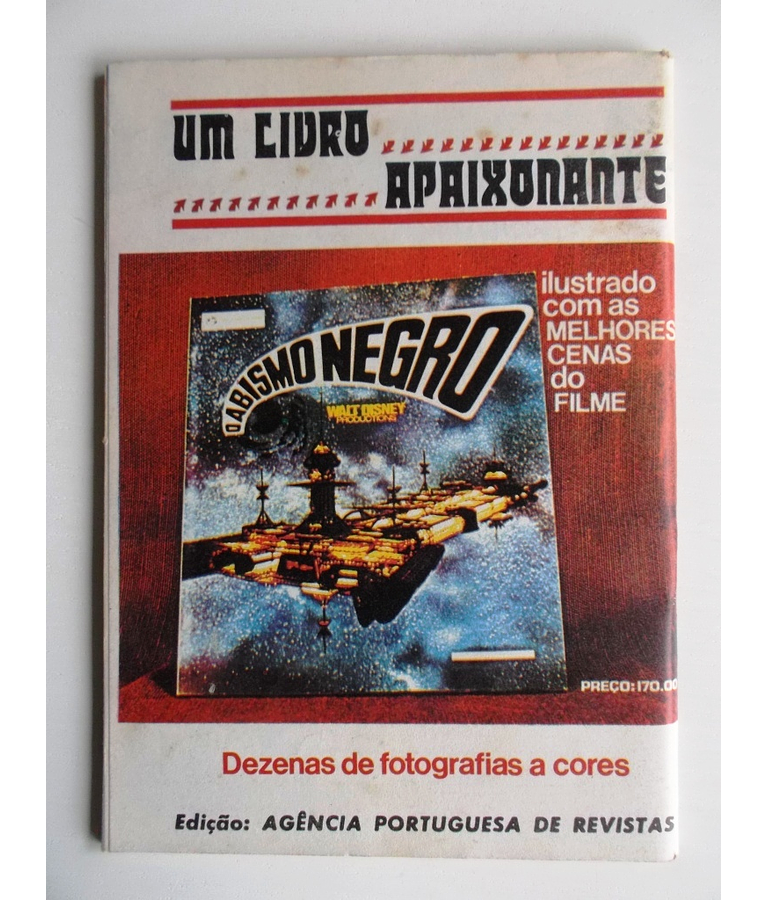 UM LIVRO
APAIXONANTE
ilustrado
com as
MELHORES
CENAS
do
FILME
O ABISMO NEGRO
WALT DISNEY
PRODUCTIONS
PREÇO: 170.00
Dezenas de fotografias a cores
Edição: AGÊNCIA PORTUGUESA DE REVISTAS